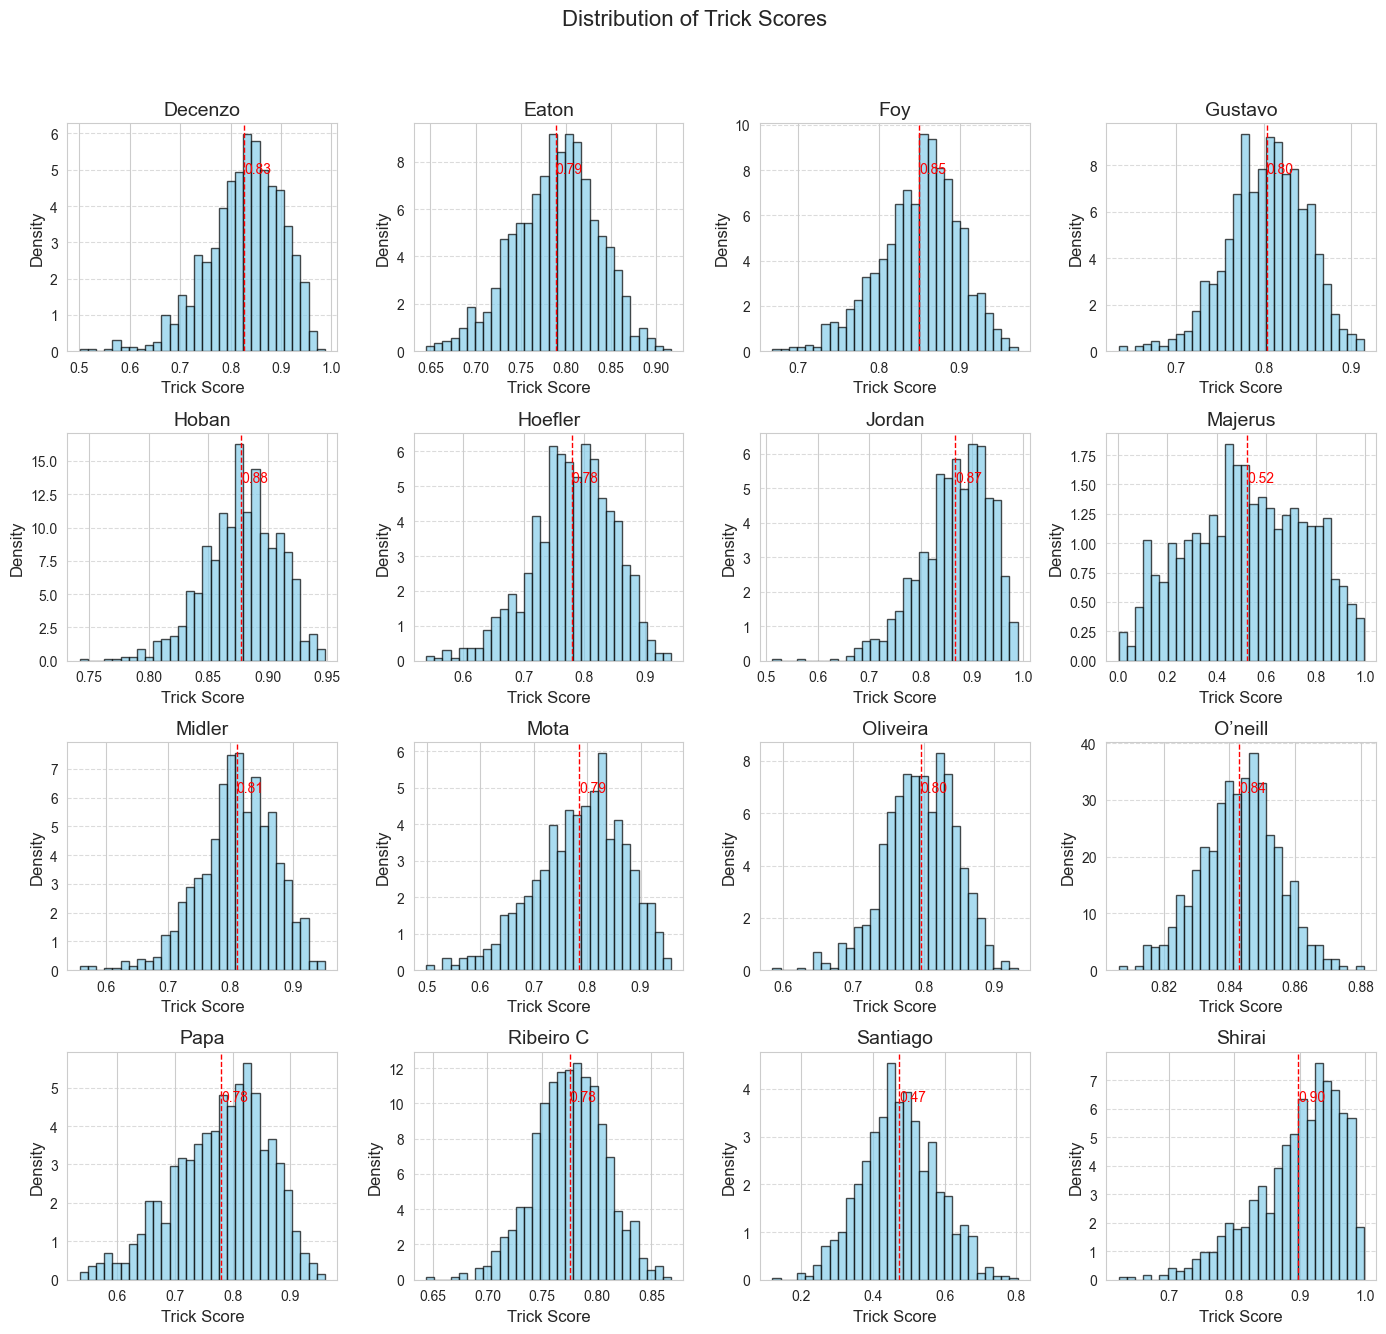 Distribution of Trick Scores
Decenzo
6
5
4
3
2
1
0
Density
0.83
0.5 0.6 0.7 0.8 0.9 1.0
Trick Score
Eaton
8
6
4
2
0
Density
0.79
0.65 0.70 0.75 0.80 0.85 0.90
Trick Score
Foy
10
8
6
4
2
0
Density
0.85
0.7 0.8 0.9
Trick Score
Gustavo
8
6
4
2
0
Density
0.80
0.7 0.8 0.9
Trick Score
Hoban
15.0
12.5
10.0
7.5
5.0
2.5
0.0
Density
0.88
0.75 0.80 0.85 0.90 0.95
Trick Score
Hoefler
6
5
4
3
2
1
0
Density
0.78
0.6 0.7 0.8 0.9
Trick Score
Jordan
6
5
4
3
2
1
0
Density
0.87
0.5 0.6 0.7 0.8 0.9 1.0
Trick Score
Majerus
1.75
1.50
1.25
1.00
0.75
0.50
0.25
0.00
Density
0.52
0.0 0.2 0.4 0.6 0.8 1.0
Trick Score
Midler
7
6
5
4
3
2
1
0
Density
0.81
0.6 0.7 0.8 0.9
Trick Score
Mota
6
5
4
3
2
1
0
Density
0.79
0.5 0.6 0.7 0.8 0.9
Trick Score
Oliveira
8
6
4
2
0
Density
0.80
0.6 0.7 0.8 0.9
Trick Score
O’neill
40
30
20
10
0
Density
0.84
0.82 0.84 0.86 0.88
Trick Score
Papa
5
4
3
2
1
0
Density
0.78
0.6 0.7 0.8 0.9
Trick Score
Ribeiro C
12
10
8
6
4
2
0
Density
0.78
0.65 0.70 0.75 0.80 0.85
Trick Score
Santiago
4
3
2
1
0
Density
0.47
0.2 0.4 0.6 0.8
Trick Score
Shirai
7
6
5
4
3
2
1
0
Density
0.90
0.7 0.8 0.9 1.0
Trick Score